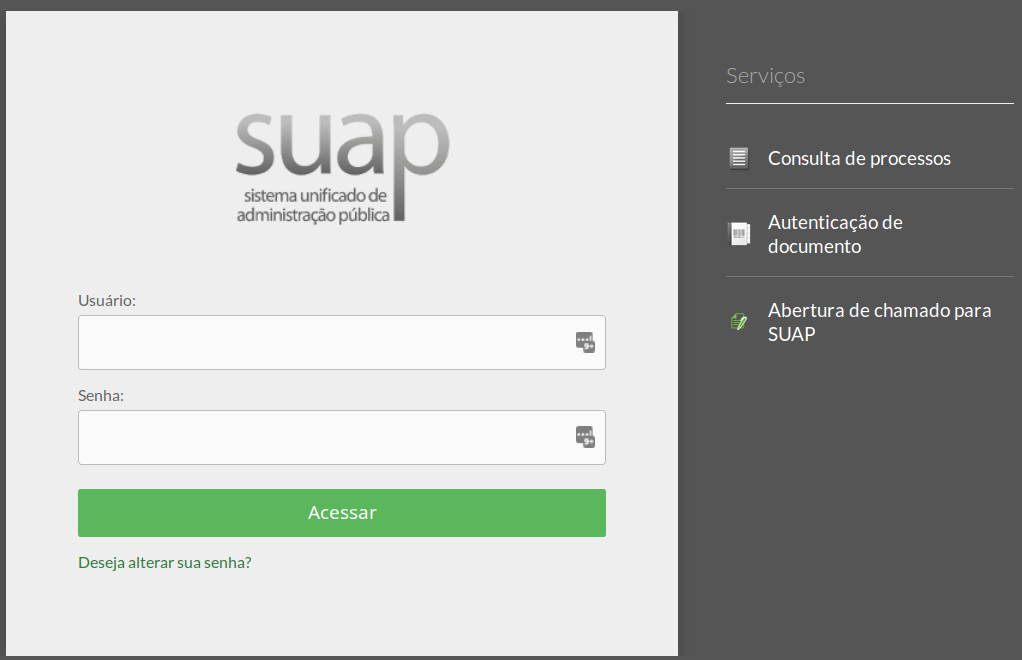 suap
sistema unificado de
administração pública
Usuário:
Senha:
Acessar
Deseja alterar sua senha?
Serviços
Consulta de processos
Autenticação de
documento
Abertura de chamado para
SUAP